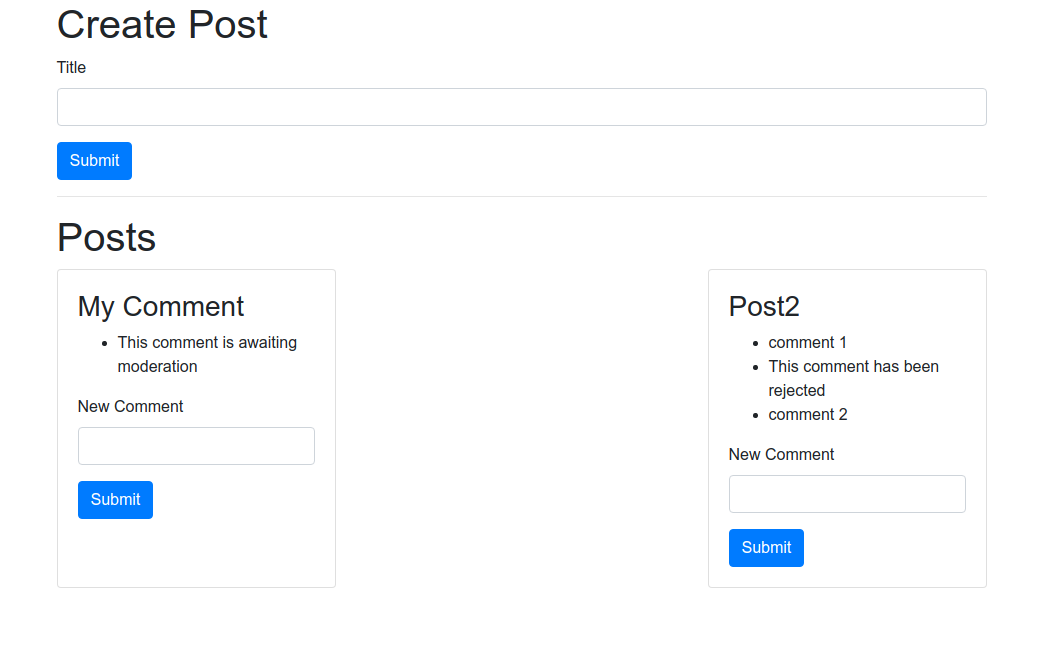 Create Post
Title
Submit
Posts
My Comment
This comment is awaiting
moderation
New Comment
Submit
Post2
comment 1
This comment has been
rejected
comment 2
New Comment
Submit